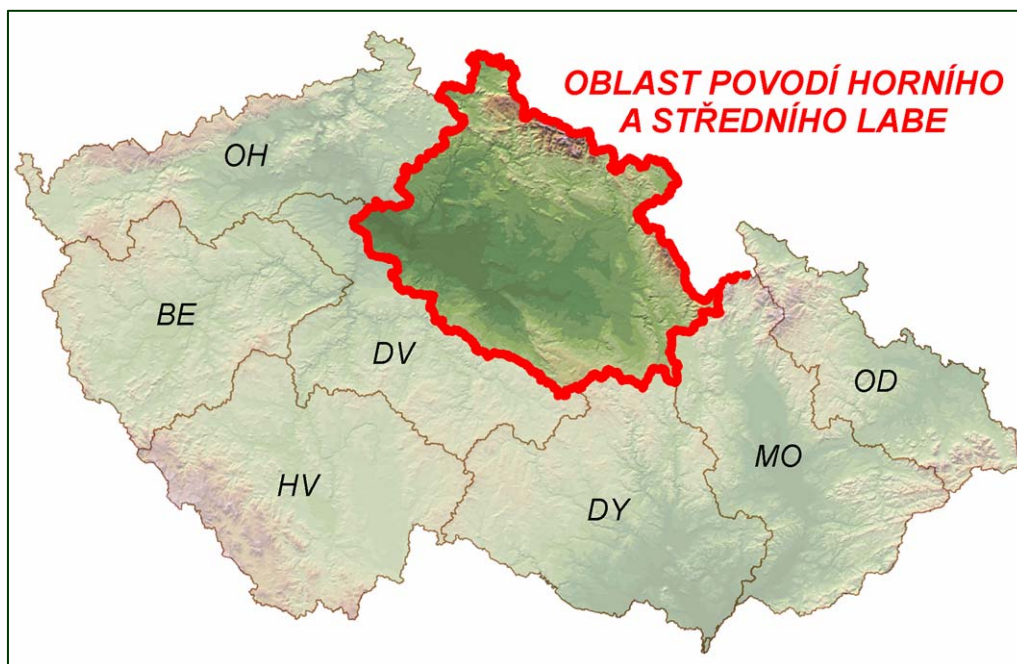 OBLAST POVODÍ HORNÍHO
A STŘEDNÍHO LABE
OH
BE
DV
OD
MO
HV
DY